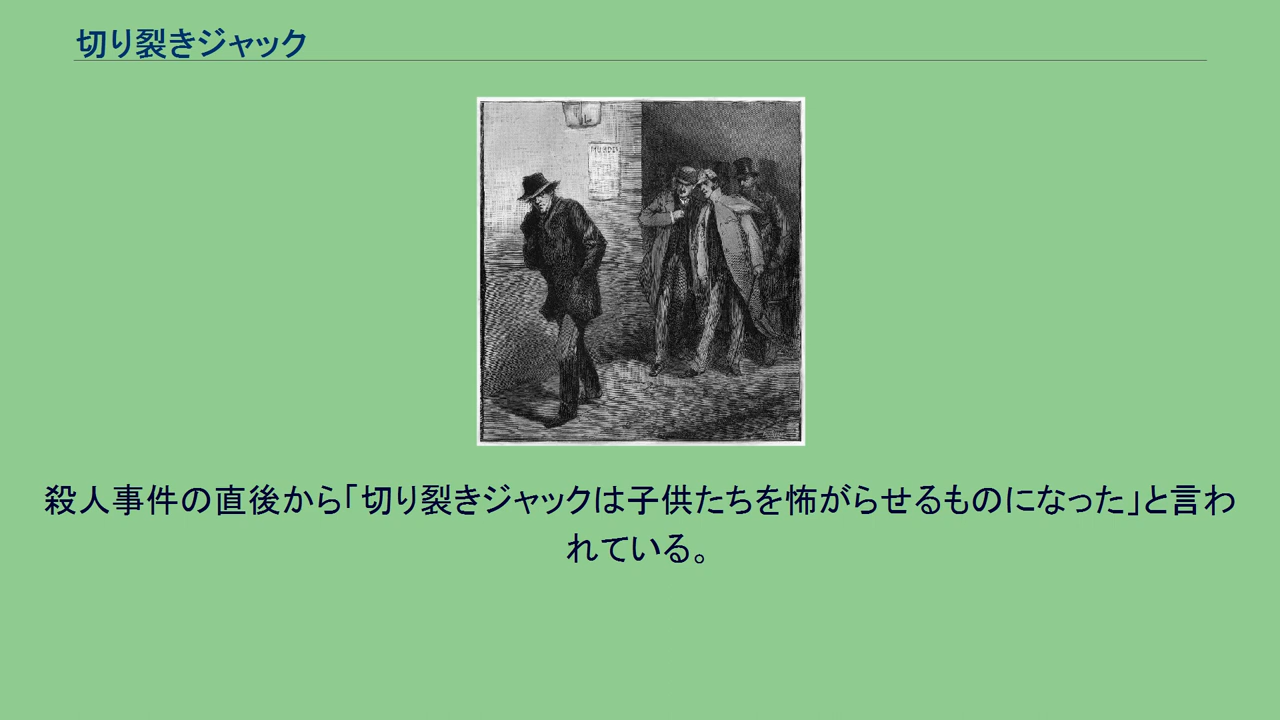 切り裂きジャック
殺人事件の直後から「切り裂きジャックは子供たちを怖がらせるものになった」と言わ
れている。